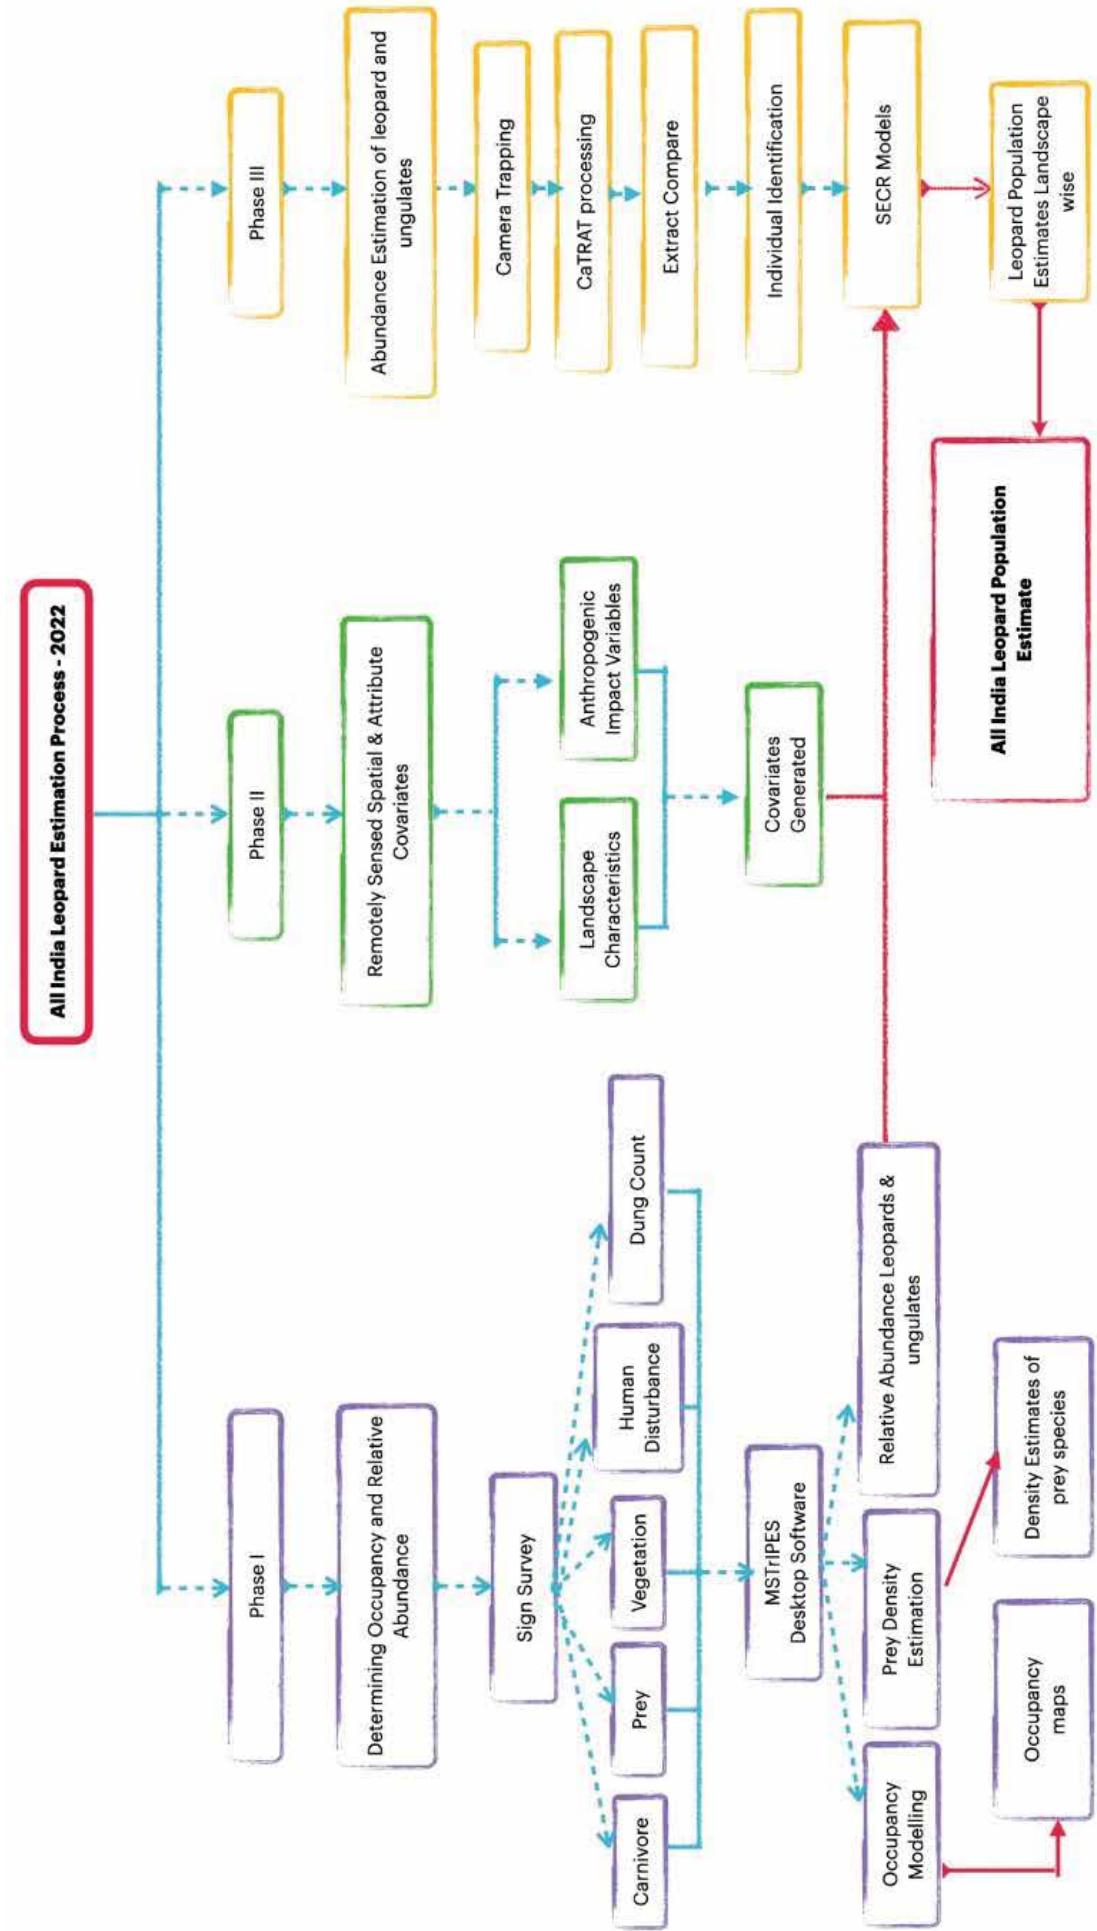 All India Leopard Estimation Process - 2022
Phase I
Determining Occupancy and Relative
Abundance
Sign Survey
Carnivore
Prey
Vegetation
Human
Disturbance
Dung Count
MSTrIPES
Desktop Software
Occupancy
Modelling
Prey Density
Estimation
Relative Abundance Leopards &
ungulates
Occupancy
maps
Density Estimates of
prey species
Phase II
Remotely Sensed Spatial & Attribute
Covariates
Landscape
Characteristics
Anthropogenic
Impact Variables
Covariates
Generated
Phase III
Abundance Estimation of leopard and
ungulates
Camera Trapping
CaTRAT processing
Extract Compare
Individual Identification
SECR Models
Leopard Population
Estimates Landscape
wise
All India Leopard Population
Estimate